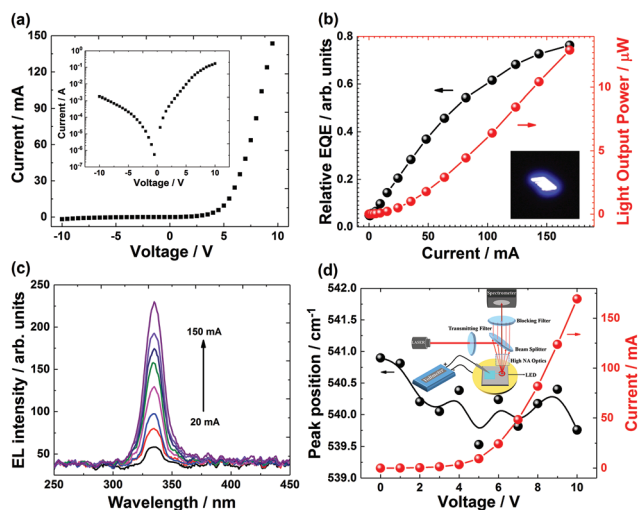 (a)
150
120
90
60
30
0
Current / mA
-10
-5
0
5
10
Voltage / V
10⁰
10⁻¹
10⁻²
10⁻³
10⁻⁴
10⁻⁵
10⁻⁶
10⁻⁷
Current / A
-10
-5
0
5
10
Voltage / V
(b)
0.8
0.6
0.4
0.2
0.0
Relative EQE / arb. units
0
50
100
150
Current / mA
10
5
0
Light Output
Power / μW
(c)
250
200
150
100
50
EL intensity / arb. units
150 mA
20 mA
250
300
350
400
450
Wavelength / nm
(d)
542.0
541.5
541.0
540.5
540.0
539.5
539.0
Peak position / cm⁻¹
Spectrometer
Blocking Filter
Transmitting Filter
LASER
Beam Splitter
High NA Optics
LED
0
2
4
6
8
10
Voltage / V
150
100
50
0
Current / mA